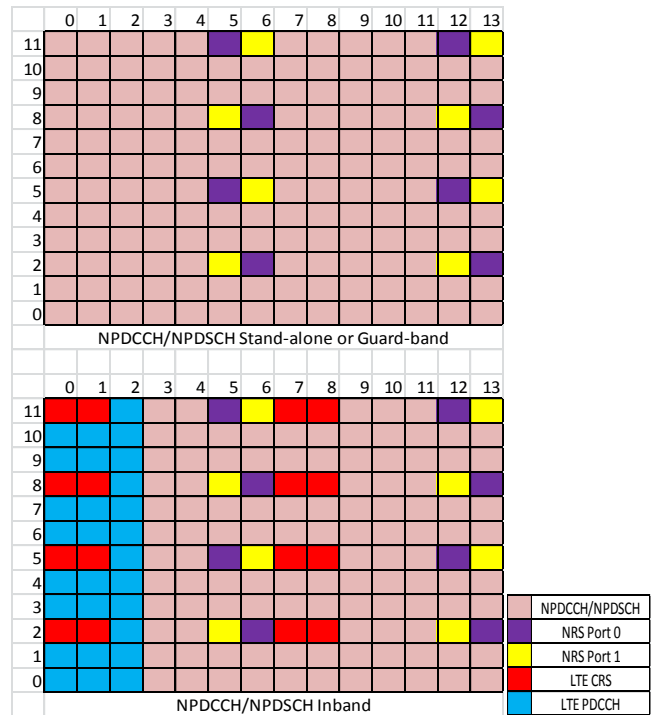 0 1 2 3 4 5 6 7 8 9 10 11 12 13
11
10
9
8
7
6
5
4
3
2
1
0
NPDCCH/NPDSCH Stand-alone or Guard-band
0 1 2 3 4 5 6 7 8 9 10 11 12 13
11
10
9
8
7
6
5
4
3
2
1
0
NPDCCH/NPDSCH Inband
NPDCCH/NPDSCH
NRS Port 0
NRS Port 1
LTE CRS
LTE PDCCH